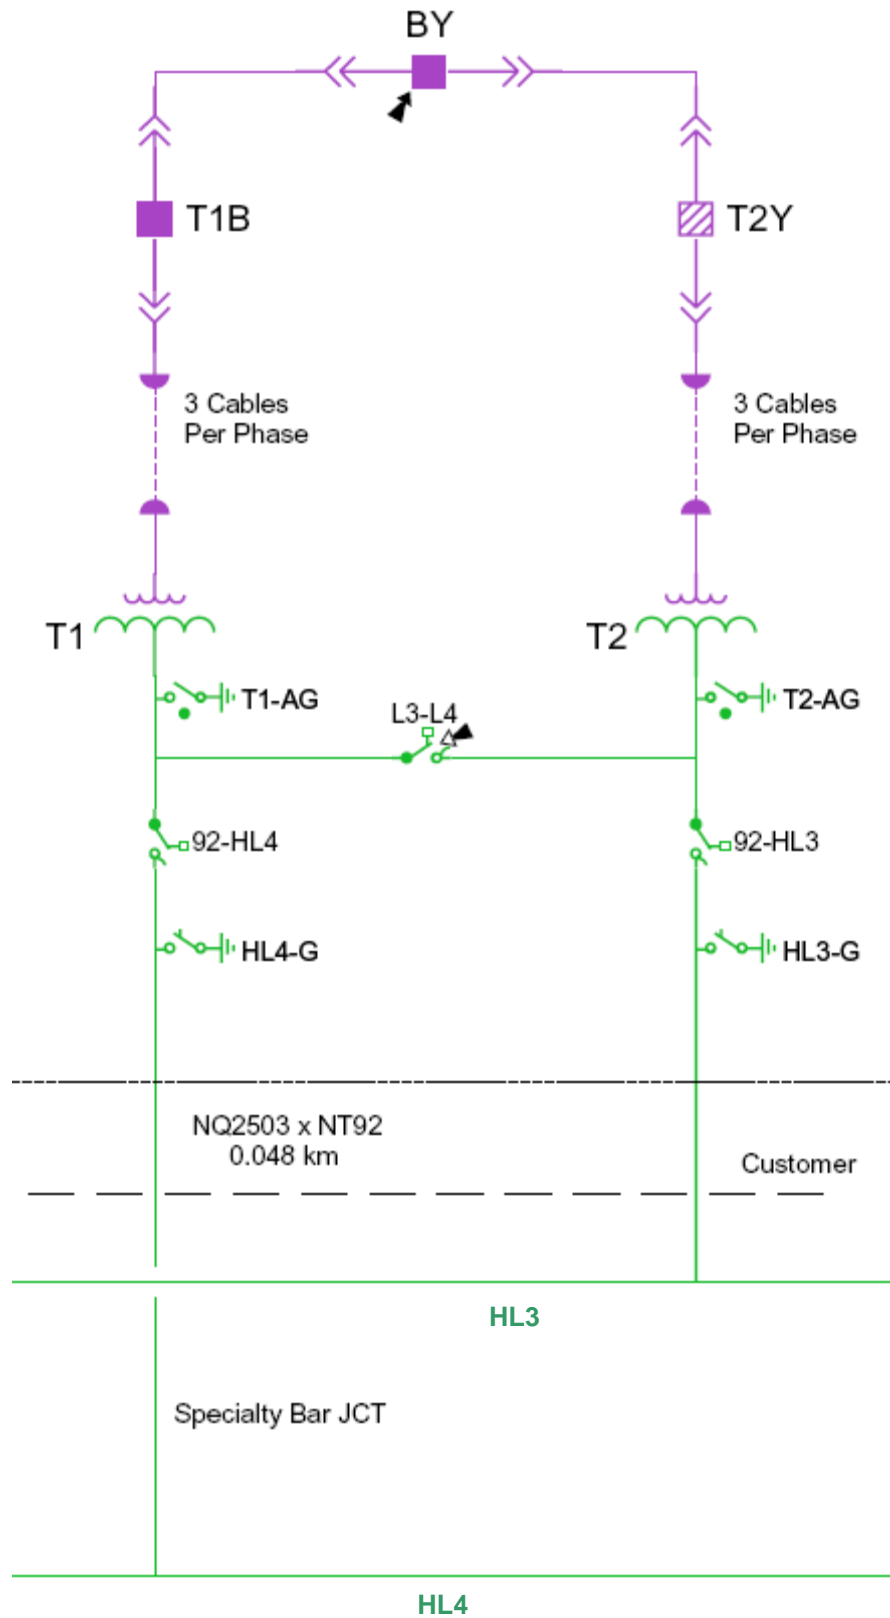 BY
T1B
T2Y
3 Cables
Per Phase
3 Cables
Per Phase
T1
T2
T1-AG
L3-L4
T2-AG
92-HL4
92-HL3
HL4-G
HL3-G
NQ2503 x NT92
0.048 km
Customer
HL3
Specialty Bar JCT
HL4